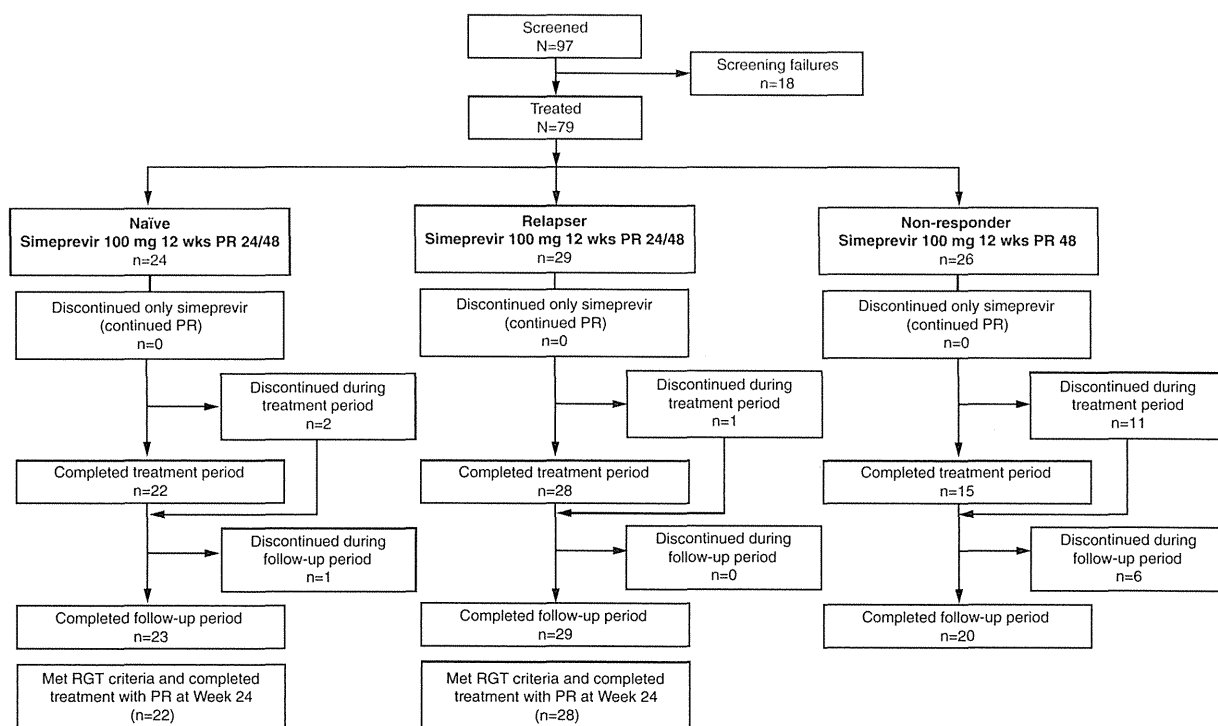 Screened
N=97
Screening failures
n=18
Treated
N=79
Naïve
Simeprevir 100 mg 12 wks PR 24/48
n=24
Relapser
Simeprevir 100 mg 12 wks PR 24/48
n=29
Non-responder
Simeprevir 100 mg 12 wks PR 48
n=26
Discontinued only simeprevir
(continued PR)
n=0
Discontinued only simeprevir
(continued PR)
n=0
Discontinued only simeprevir
(continued PR)
n=0
Discontinued during
treatment period
n=2
Discontinued during
treatment period
n=1
Discontinued during
treatment period
n=11
Completed treatment period
n=22
Completed treatment period
n=28
Completed treatment period
n=15
Discontinued during
follow-up period
n=1
Discontinued during
follow-up period
n=0
Discontinued during
follow-up period
n=6
Completed follow-up period
n=23
Completed follow-up period
n=29
Completed follow-up period
n=20
Met RGT criteria and completed
treatment with PR at Week 24
(n=22)
Met RGT criteria and completed
treatment with PR at Week 24
(n=28)